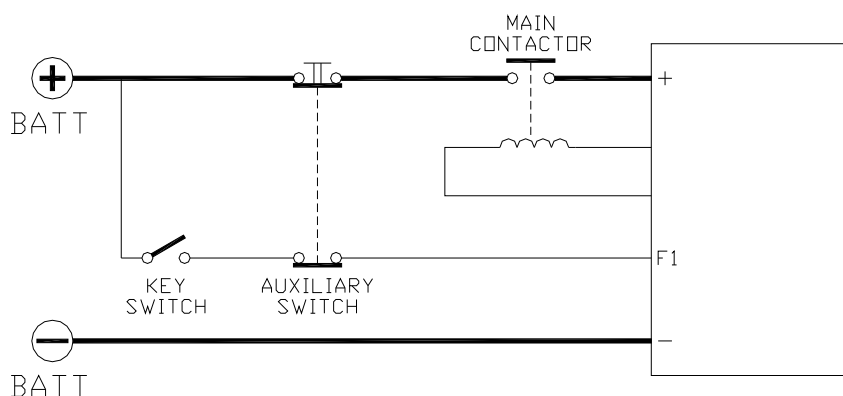 MAIN
CONTACTOR
+
+
BATT
F1
KEY
SWITCH
AUXILIARY
SWITCH
-
-
BATT